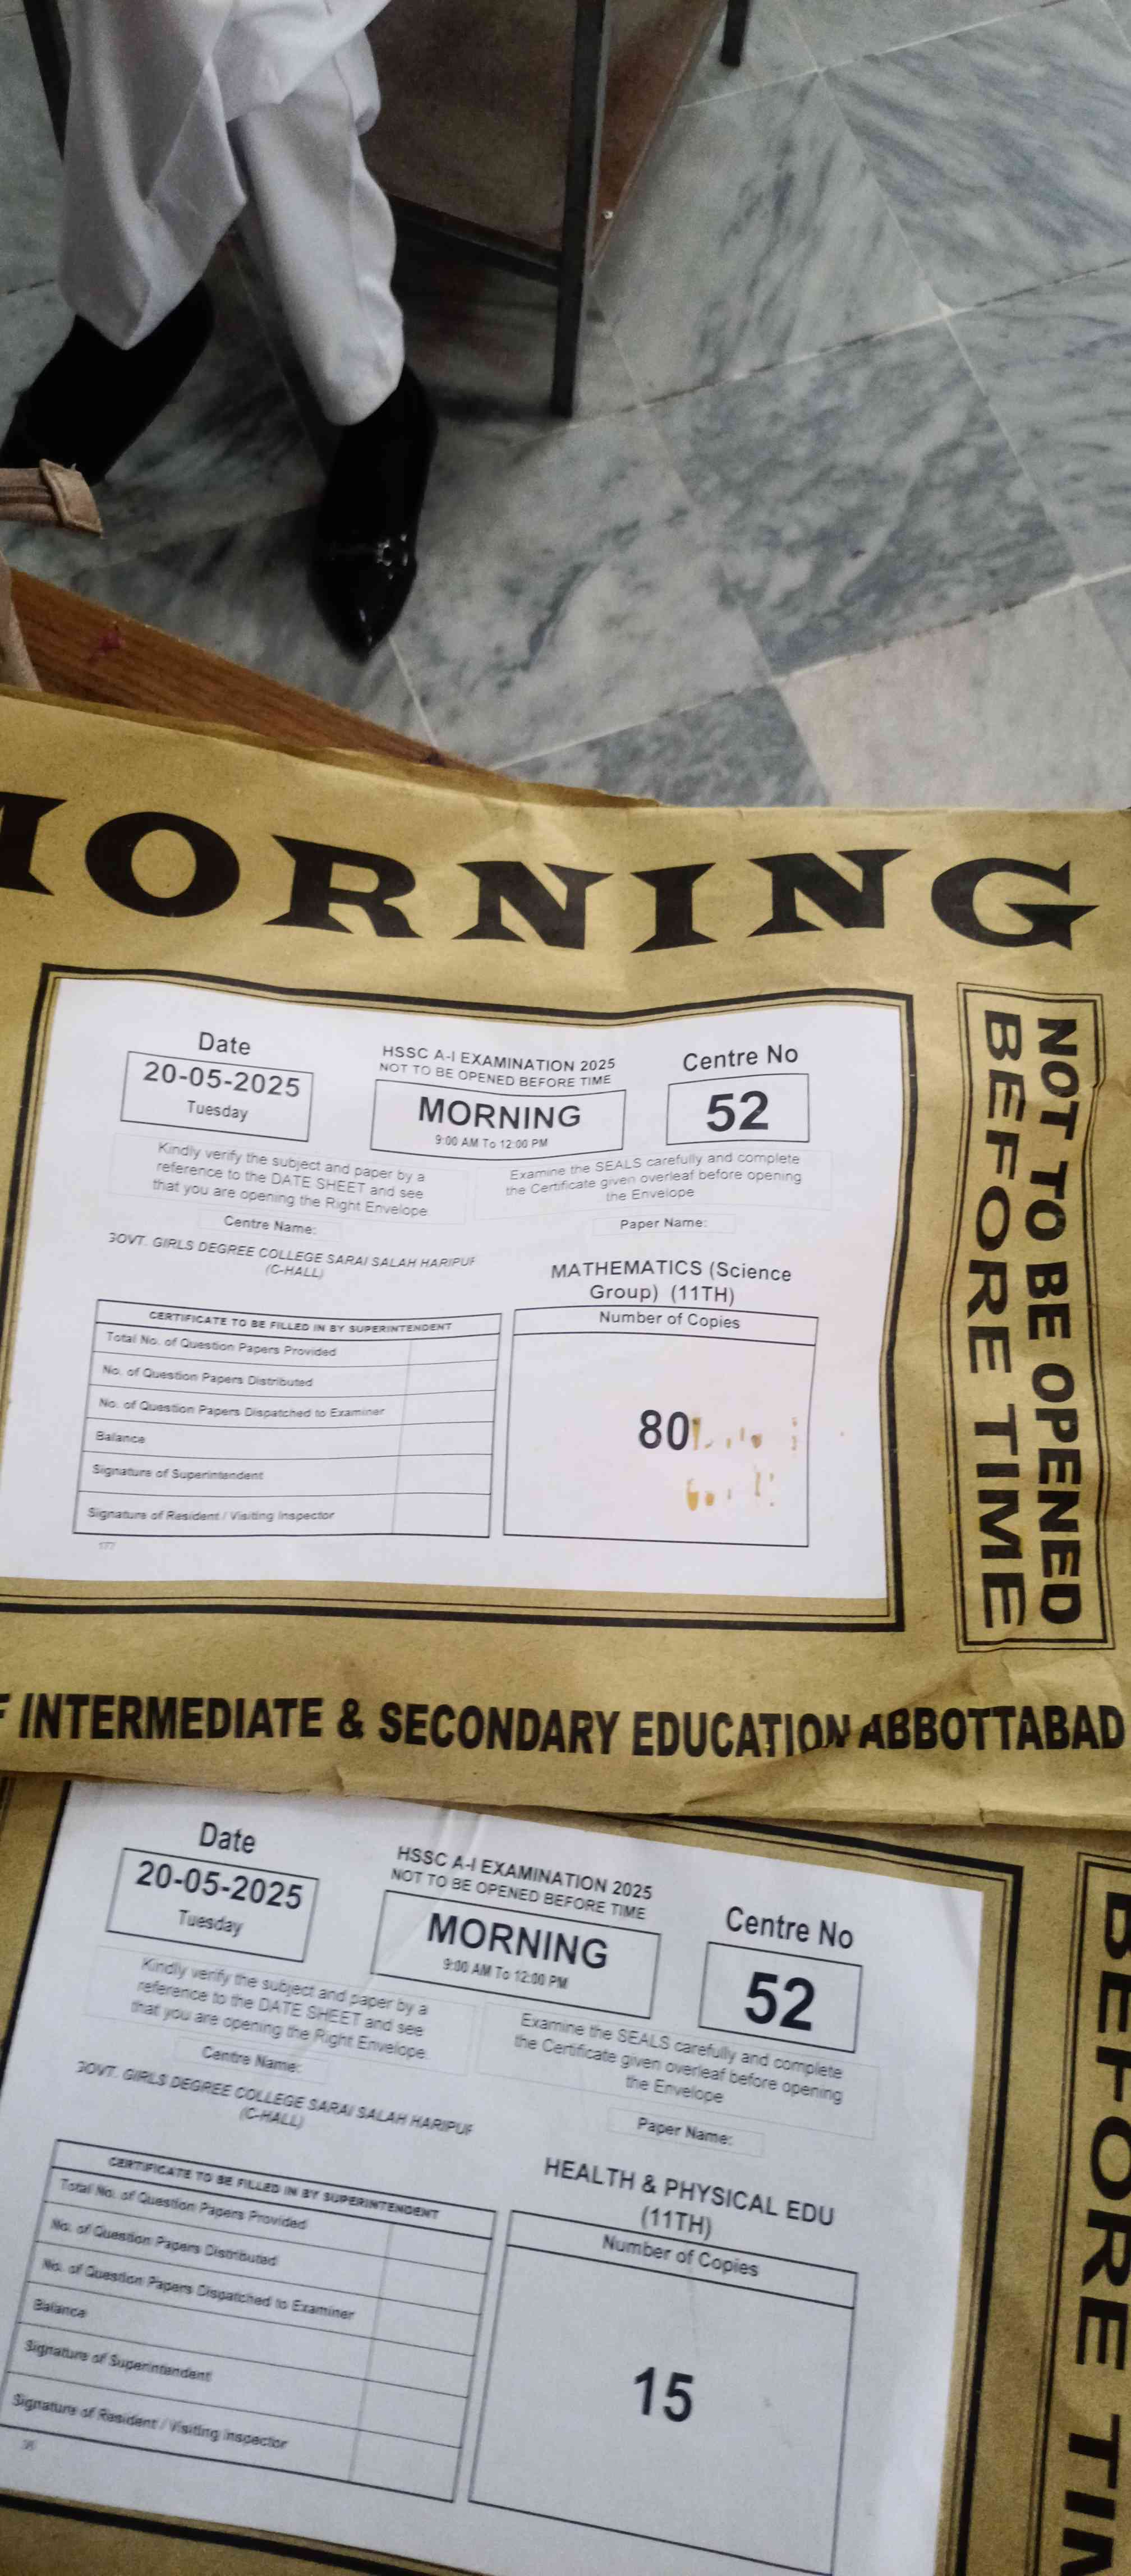 MORNING
Date
20-05-2025
Tuesday
HSSC A-I EXAMINATION 2025
NOT TO BE OPENED BEFORE TIME
MORNING
9:00 AM To 12:00 PM
Centre No
52
Kindly verify the subject and paper by a
reference to the DATE SHEET and see
that you are opening the Right Envelope
Examine the SEALS carefully and complete
the Certificate given overleaf before opening
the Envelope
Centre Name:
GOVT. GIRLS DEGREE COLLEGE SARAI SALAH HARIPUR
(C-HALL)
Paper Name:
MATHEMATICS (Science
Group) (11TH)
CERTIFICATE TO BE FILLED IN BY SUPERINTENDENT
Total No. of Question Papers Provided
No. of Question Papers Distributed
No. of Question Papers Dispatched to Examiner
Balance
Signature of Superintendent
Signature of Resident / Visiting Inspector
Number of Copies
80
177
NOT TO BE OPENED
BEFORE TIME
INTERMEDIATE & SECONDARY EDUCATION ABBOTTABAD
Date
20-05-2025
Tuesday
HSSC A-I EXAMINATION 2025
NOT TO BE OPENED BEFORE TIME
MORNING
9:00 AM To 12:00 PM
Centre No
52
Kindly verify the subject and paper by a
reference to the DATE SHEET and see
that you are opening the Right Envelope
Examine the SEALS carefully and complete
the Certificate given overleaf before opening
the Envelope
Centre Name:
GOVT. GIRLS DEGREE COLLEGE SARAI SALAH HARIPUR
(C-HALL)
Paper Name:
HEALTH & PHYSICAL EDU
(11TH)
CERTIFICATE TO BE FILLED IN BY SUPERINTENDENT
Total No. of Question Papers Provided
No. of Question Papers Distributed
No. of Question Papers Dispatched to Examiner
Balance
Signature of Superintendent
Signature of Resident / Visiting Inspector
Number of Copies
15
BEFORE TIM